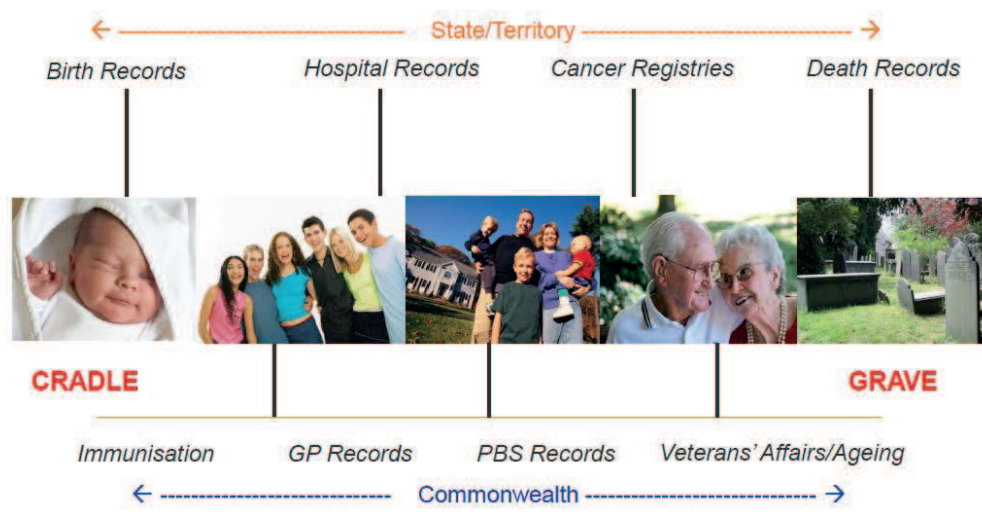 ← State/Territory →
Birth Records Hospital Records Cancer Registries Death Records
CRADLE GRAVE
Immunisation GP Records PBS Records Veterans' Affairs/Ageing
← Commonwealth →